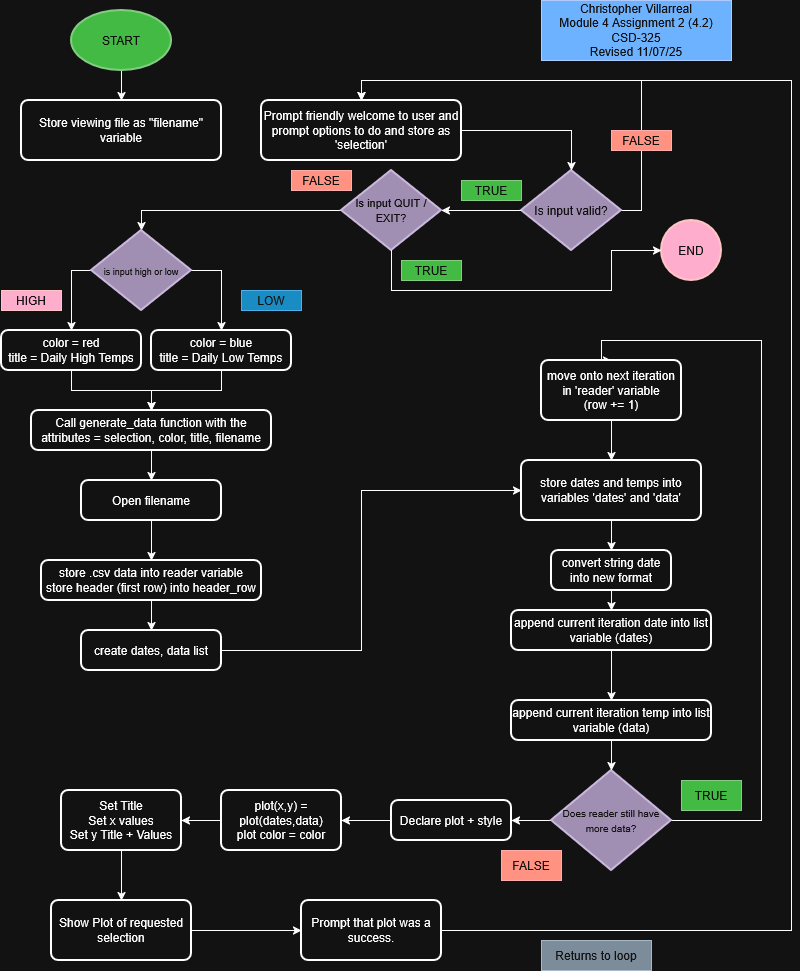 Christopher Villarreal
Module 4 Assignment 2 (4.2)
CSD-325
Revised 11/07/25
START
Store viewing file as "filename"
variable
Prompt friendly welcome to user and
prompt options to do and store as
'selection'
FALSE
Is input valid?
TRUE
Is input QUIT /
EXIT?
FALSE
TRUE
END
is input high or low
HIGH
LOW
color = red
title = Daily High Temps
color = blue
title = Daily Low Temps
Call generate_data function with the
attributes = selection, color, title, filename
Open filename
store .csv data into reader variable
store header (first row) into header_row
create dates, data list
move onto next iteration
in 'reader' variable
(row += 1)
store dates and temps into
variables 'dates' and 'data'
convert string date
into new format
append current iteration date into list
variable (dates)
append current iteration temp into list
variable (data)
Does reader still have
more data?
TRUE
FALSE
Declare plot + style
plot(x,y) =
plot(dates,data)
plot color = color
Set Title
Set x values
Set y Title + Values
Show Plot of requested
selection
Prompt that plot was a
success.
Returns to loop